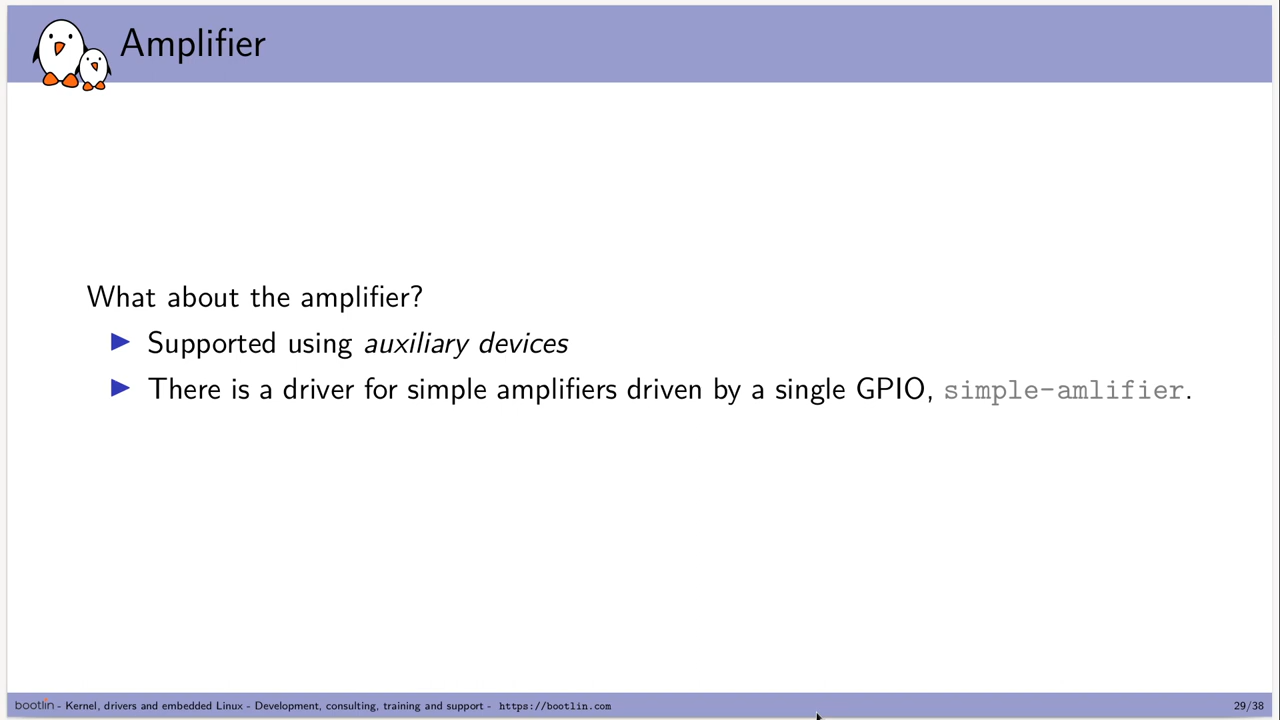 Amplifier
What about the amplifier?
▶ Supported using auxiliary devices
▶ There is a driver for simple amplifiers driven by a single GPIO, simple-amlifier.
bootlin - Kernel, drivers and embedded Linux - Development, consulting, training and support - https://bootlin.com
29/38